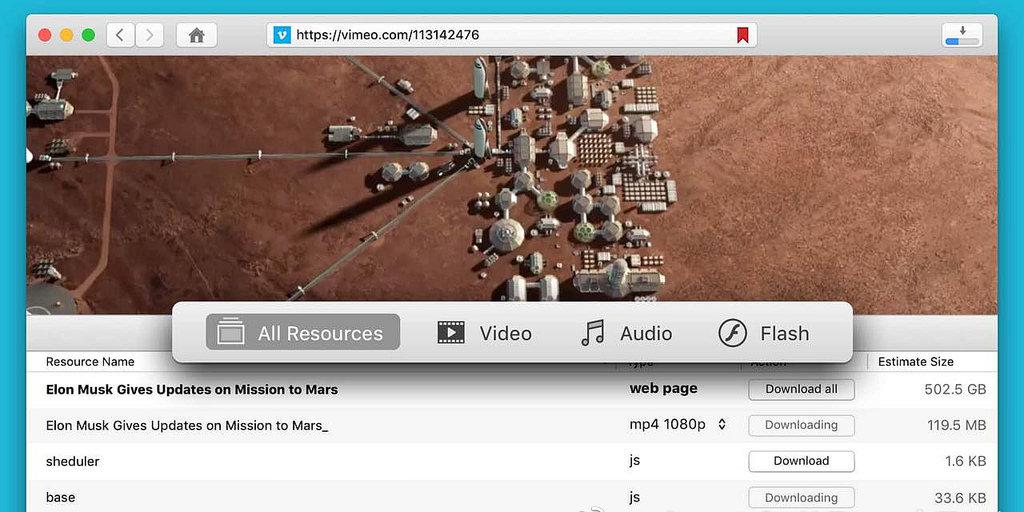 https://vimeo.com/113142476
All Resources Video Audio Flash
Resource Name Type Action Estimate Size
Elon Musk Gives Updates on Mission to Mars web page Download all 502.5 GB
Elon Musk Gives Updates on Mission to Mars_ mp4 1080p Downloading 119.5 MB
sheduler js Download 1.6 KB
base js Downloading 33.6 KB